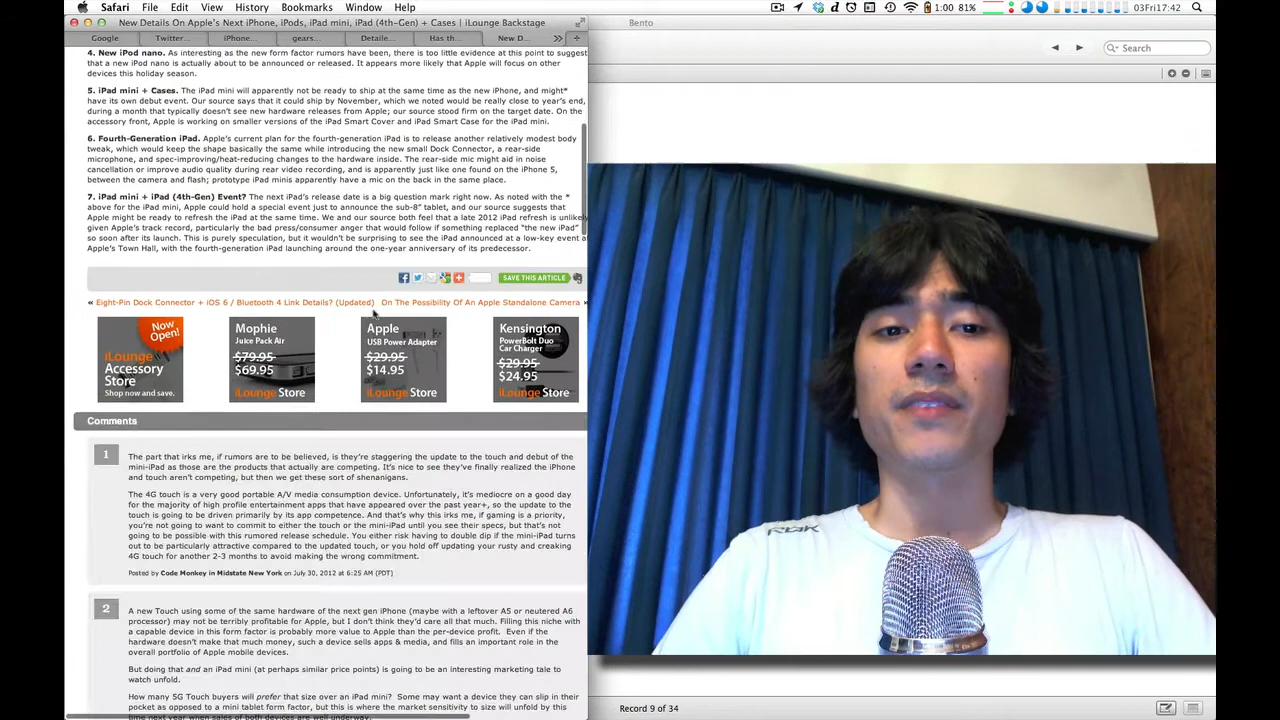 Safari File Edit View History Bookmarks Window Help 1:00 81% 03Fri17:42
New Details On Apple's Next iPhone, iPods, iPad mini, iPad (4th-Gen) + Cases | iLounge Backstage
Bento
Google Twitter... iPhone... gears... Detaile... Has th... New D...
Search
4. New iPod nano. As interesting as the new form factor rumors have been, there is too little evidence at this point to suggest
that a new iPod nano is actually about to be announced or released. It appears more likely that Apple will focus on other
devices this holiday season.
5. iPad mini + Cases. The iPad mini will apparently not be ready to ship at the same time as the new iPhone, and might*
have its own debut event. Our source says that it could ship by November, which we noted would be really close to year's end,
during a month that typically doesn't see new hardware releases from Apple; our source stood firm on the target date. On the
accessory front, Apple is working on smaller versions of the iPad Smart Cover and iPad Smart Case for the iPad mini.
6. Fourth-Generation iPad. Apple's current plan for the fourth-generation iPad is to release another relatively modest body
tweak, which would keep the shape basically the same while introducing the new small Dock Connector, a rear-side
microphone, and spec-improving/heat-reducing changes to the hardware inside. The rear-side mic might aid in noise
cancellation or improve audio quality during rear video recording, and is apparently just like one found on the iPhone 5,
between the camera and flash; prototype iPad minis apparently have a mic on the back in the same place.
7. iPad mini + iPad (4th-Gen) Event? The next iPad's release date is a big question mark right now. As noted with the *
above for the iPad mini, Apple could hold a special event just to announce the sub-8" tablet, and our source suggests that
Apple might be ready to refresh the iPad at the same time. We and our source both feel that a late 2012 iPad refresh is unlikely
given Apple's track record, particularly the bad press/consumer anger that would follow if something replaced "the new iPad"
so soon after its launch. This is purely speculation, but it wouldn't be surprising to see the iPad announced at a low-key event a
Apple's Town Hall, with the fourth-generation iPad launching around the one-year anniversary of its predecessor.
SAVE THIS ARTICLE
« Eight-Pin Dock Connector + iOS 6 / Bluetooth 4 Link Details? (Updated) On The Possibility Of An Apple Standalone Camera »
Now Open!
iLounge
Accessory
Store
Shop now and save.
Mophie
Juice Pack Air
$79.95
$69.95
iLounge Store
Apple
USB Power Adapter
$29.95
$14.95
iLounge Store
Kensington
PowerBolt Duo
Car Charger
$29.95
$24.95
iLounge Store
Comments
1
The part that irks me, if rumors are to be believed, is they're staggering the update to the touch and debut of the
mini-iPad as those are the products that actually are competing. It's nice to see they've finally realized the iPhone
and touch aren't competing, but then we get these sort of shenanigans.
The 4G touch is a very good portable A/V media consumption device. Unfortunately, it's mediocre on a good day
for the majority of high profile entertainment apps that have appeared over the past year+, so the update to the
touch is going to be driven primarily by its app competence. And that's why this irks me, if gaming is a priority,
you're not going to want to commit to either the touch or the mini-iPad until you see their specs, but that's not
going to be possible with this rumored release schedule. You either risk having to double dip if the mini-iPad turns
out to be particularly attractive compared to the updated touch, or you hold off updating your rusty and creaking
4G touch for another 2-3 months to avoid making the wrong commitment.
Posted by Code Monkey in Midstate New York on July 30, 2012 at 6:25 AM (PDT)
2
A new Touch using some of the same hardware of the next gen iPhone (maybe with a leftover A5 or neutered A6
processor) may not be terribly profitable for Apple, but I don't think they'd care all that much. Filling this niche with
a capable device in this form factor is probably more value to Apple than the per-device profit. Even if the
hardware doesn't make that much money, such a device sells apps & media, and fills an important role in the
overall portfolio of Apple mobile devices.
But doing that and an iPad mini (at perhaps similar price points) is going to be an interesting marketing tale to
watch unfold.
How many 5G Touch buyers will prefer that size over an iPad mini? Some may want a device they can slip in their
pocket as opposed to a mini tablet form factor, but this is where the market sensitivity to size will unfold by this
time next year when sales of both devices are well underway.
Record 9 of 34